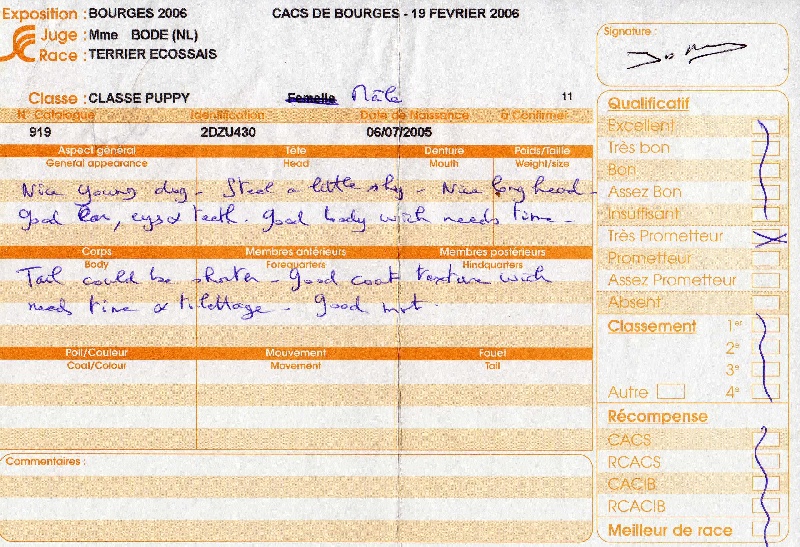 Exposition : BOURGES 2006 CACS DE BOURGES - 19 FEVRIER 2006
Juge : Mme BODE (NL)
Race : TERRIER ECOSSAIS
Signature :
Classe : CLASSE PUPPY Femelle Mâle 11
N° Catalogue Identification Date de Naissance à Confirmer
919 2DZU430 06/07/2005
Aspect général Tête Denture Poids/Taille
General appearance Head Mouth Weight/size
Nice young dog - Steel a little shy - Nice long head -
good Ear, eyes & teeth. good body wich needs time -
Corps Membres antérieurs Membres postérieurs
Body Forequarters Hindquarters
Tail could be shorter - Good coat texture wich
needs time & toilettage - Good mvt.
Poil/Couleur Mouvement Fouet
Coat/Colour Movement Tail
Commentaires :
Qualificatif
Excellent
Très bon
Bon
Assez Bon
Insuffisant
Très Prometteur
Prometteur
Assez Prometteur
Absent
Classement 1er
2e
3e
Autre 4e
Récompense
CACS
RCACS
CACIB
RCACIB
Meilleur de race